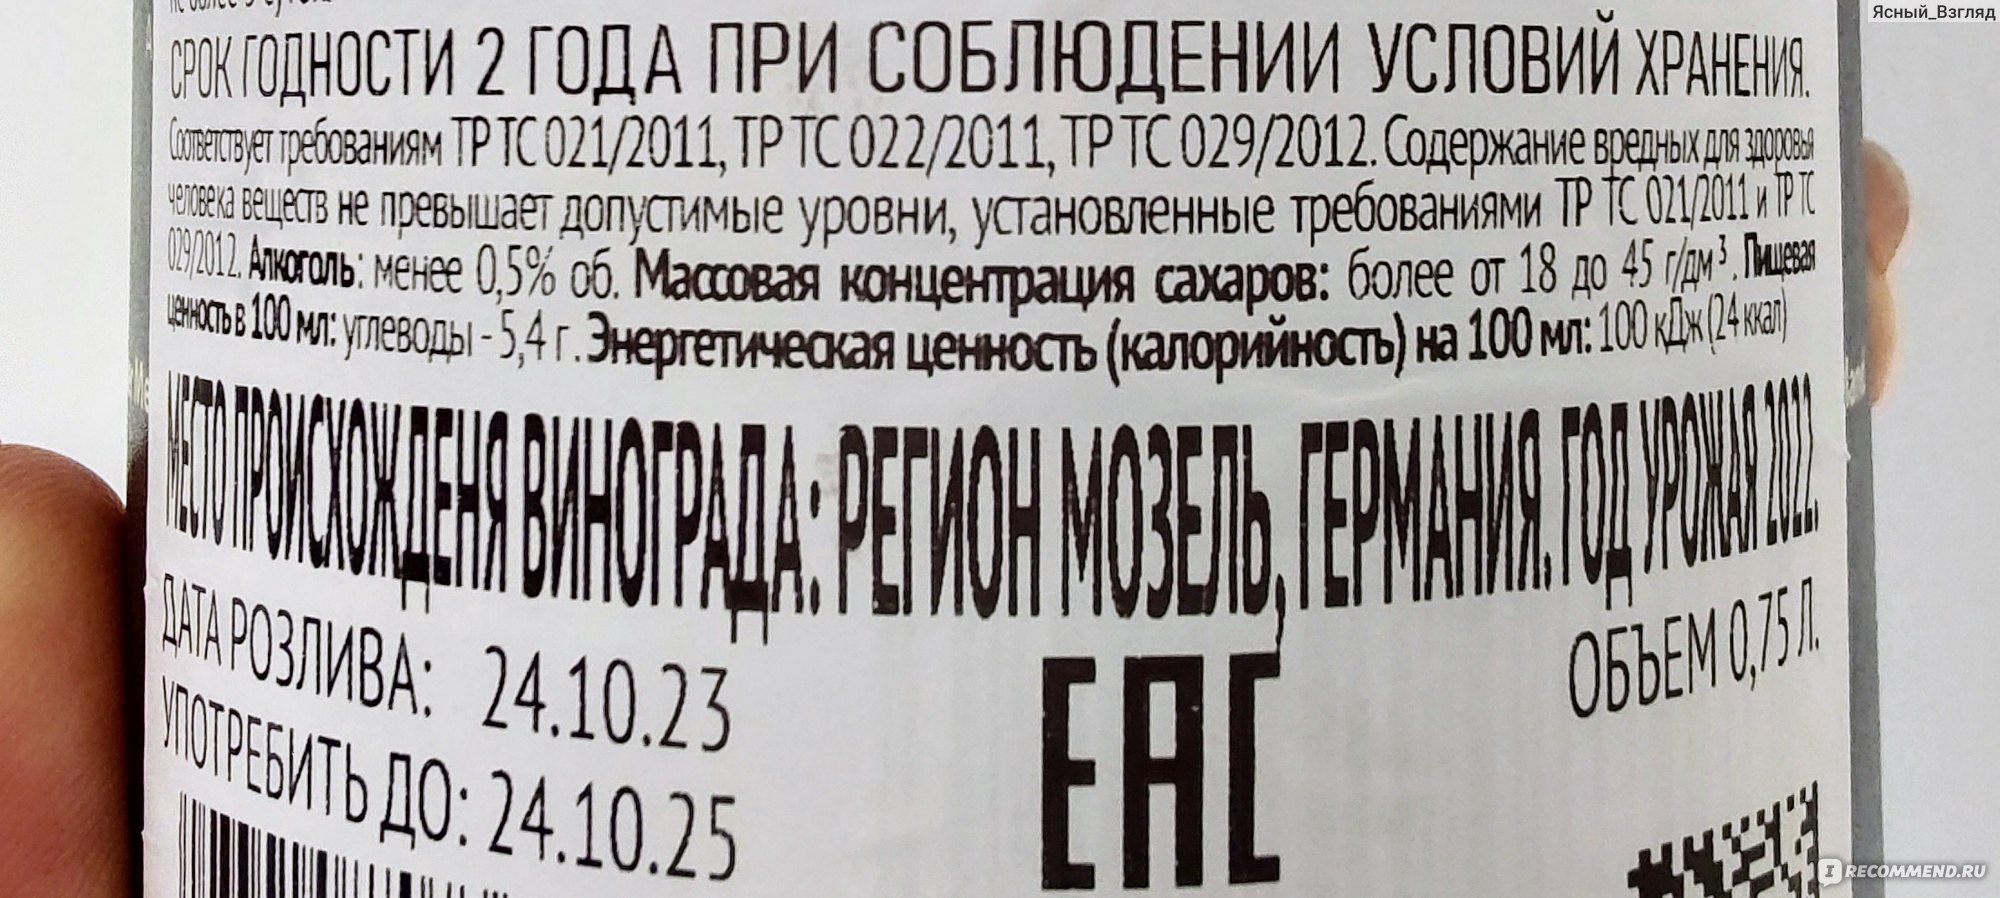 Ясный_Взгляд
не более
СРОК ГОДНОСТИ 2 ГОДА ПРИ СОБЛЮДЕНИИ УСЛОВИЙ ХРАНЕНИЯ.
Соответствует требованиям ТР ТС 021/2011, ТР ТС 022/2011, ТР ТС 029/2012. Содержание вредных для здоровья
человека веществ не превышает допустимые уровни, установленные требованиями ТР ТС 021/2011 и ТР ТС
029/2012. Алкоголь: менее 0,5% об. Массовая концентрация сахаров: более от 18 до 45 г/дм³. Пищевая
ценность в 100 мл: углеводы - 5,4 г. Энергетическая ценность (калорийность) на 100 мл: 100 кДж (24 ккал)
МЕСТО ПРОИСХОЖДЕНЯ ВИНОГРАДА: РЕГИОН МОЗЕЛЬ, ГЕРМАНИЯ. ГОД УРОЖАЯ 2022.
ДАТА РОЗЛИВА: 24.10.23
УПОТРЕБИТЬ ДО: 24.10.25
ЕАС
ОБЪЕМ 0,75 Л.
I RECOMMEND.RU